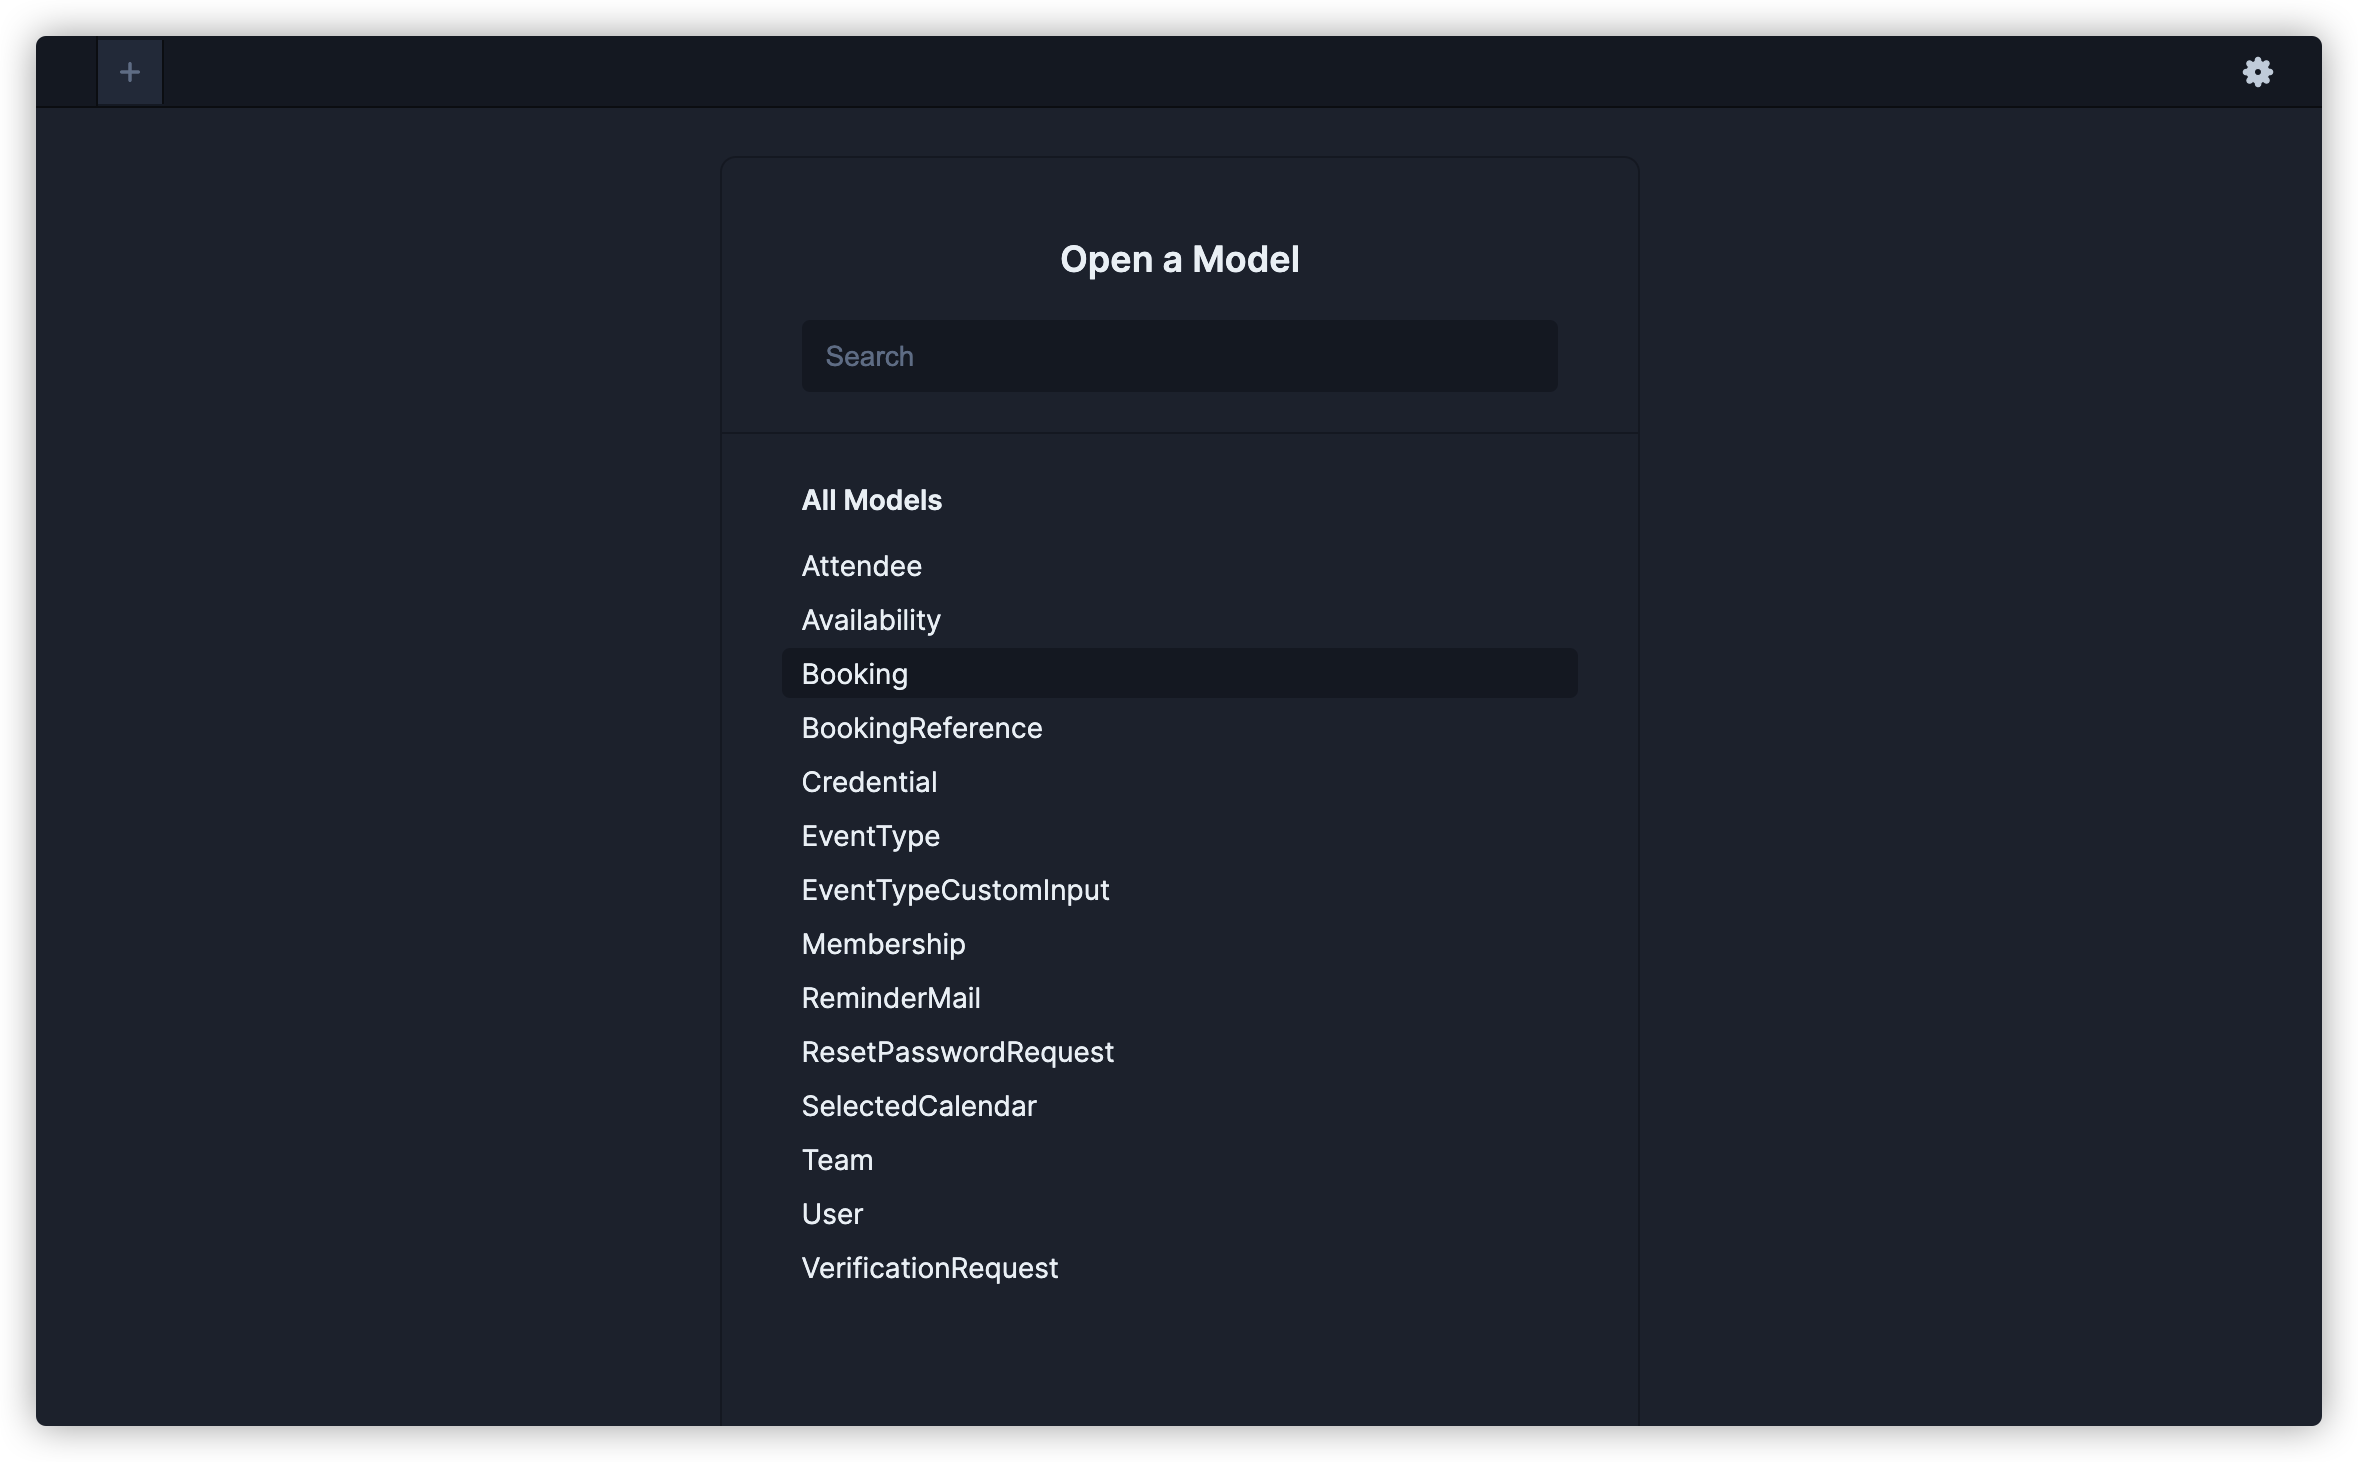 Open a Model
Search
All Models
Attendee
Availability
Booking
BookingReference
Credential
EventType
EventTypeCustomInput
Membership
ReminderMail
ResetPasswordRequest
SelectedCalendar
Team
User
VerificationRequest